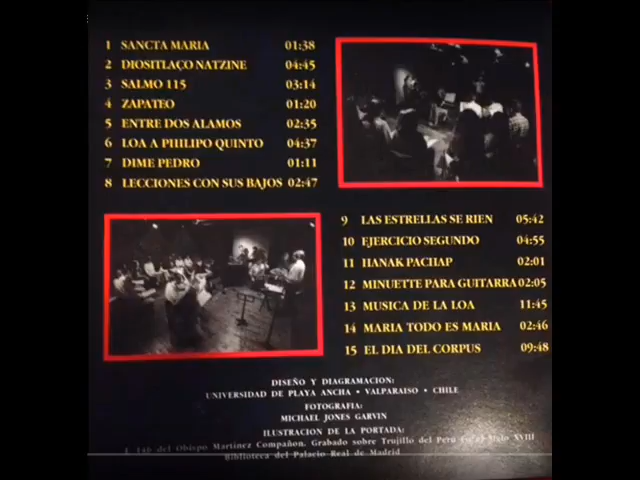 1 SANCTA MARIA 01:38
2 DIOSITLAÇO NATZINE 04:45
3 SALMO 115 03:14
4 ZAPATEO 01:20
5 ENTRE DOS ALAMOS 02:35
6 LOA A PHILIPO QUINTO 04:37
7 DIME PEDRO 01:11
8 LECCIONES CON SUS BAJOS 02:47
9 LAS ESTRELLAS SE RIEN 05:42
10 EJERCICIO SEGUNDO 04:55
11 HANAK PACHAP 02:01
12 MINUETTE PARA GUITARRA 02:05
13 MUSICA DE LA LOA 11:45
14 MARIA TODO ES MARIA 02:46
15 EL DIA DEL CORPUS 09:48
DISEÑO Y DIAGRAMACION:
UNIVERSIDAD DE PLAYA ANCHA • VALPARAISO • CHILE
FOTOGRAFIA:
MICHAEL JONES GARVIN
ILUSTRACION DE LA PORTADA:
E 140 del Obispo Martínez Compañon. Grabado sobre Trujillo del Perú Siglo XVIII
Biblioteca del Palacio Real de Madrid